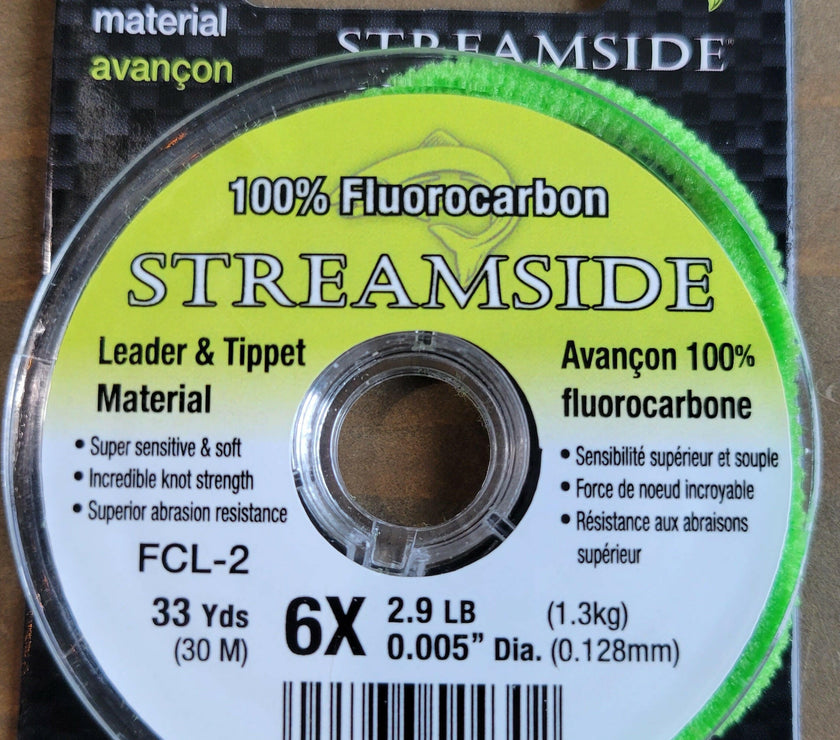 material
avançon
STREAMSIDE
100% Fluorocarbon
STREAMSIDE
Leader & Tippet
Material
• Super sensitive & soft
• Incredible knot strength
• Superior abrasion resistance
Avançon 100%
fluorocarbone
• Sensibilité supérieur et souple
• Force de noeud incroyable
• Résistance aux abraisons
supérieur
FCL-2
33 Yds
(30 M)
6X
2.9 LB (1.3kg)
0.005” Dia. (0.128mm)